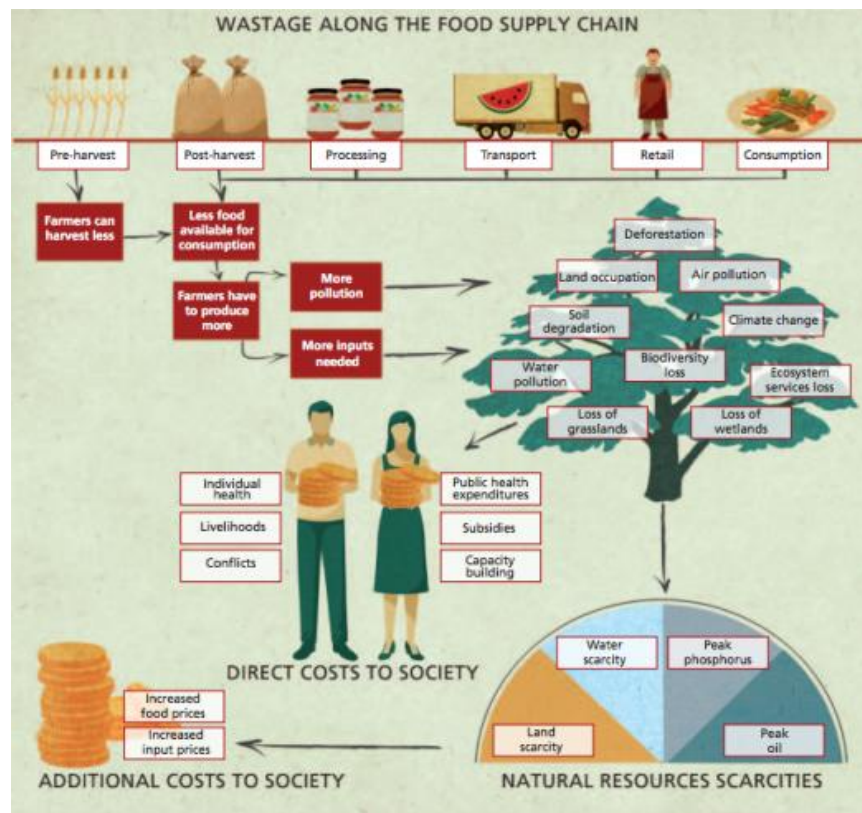 WASTAGE ALONG THE FOOD SUPPLY CHAIN
Pre-harvest
Post-harvest
Processing
Transport
Retail
Consumption
Farmers can
harvest less
Less food
available for
consumption
Farmers have
to produce
more
More
pollution
More inputs
needed
Deforestation
Land occupation
Air pollution
Soil
degradation
Climate change
Water
pollution
Biodiversity
loss
Ecosystem
services loss
Loss of
grasslands
Loss of
wetlands
Individual
health
Livelihoods
Conflicts
Public health
expenditures
Subsidies
Capacity
building
DIRECT COSTS TO SOCIETY
Water
scarcity
Peak
phosphorus
Land
scarcity
Peak
oil
NATURAL RESOURCES SCARCITIES
Increased
food prices
Increased
input prices
ADDITIONAL COSTS TO SOCIETY